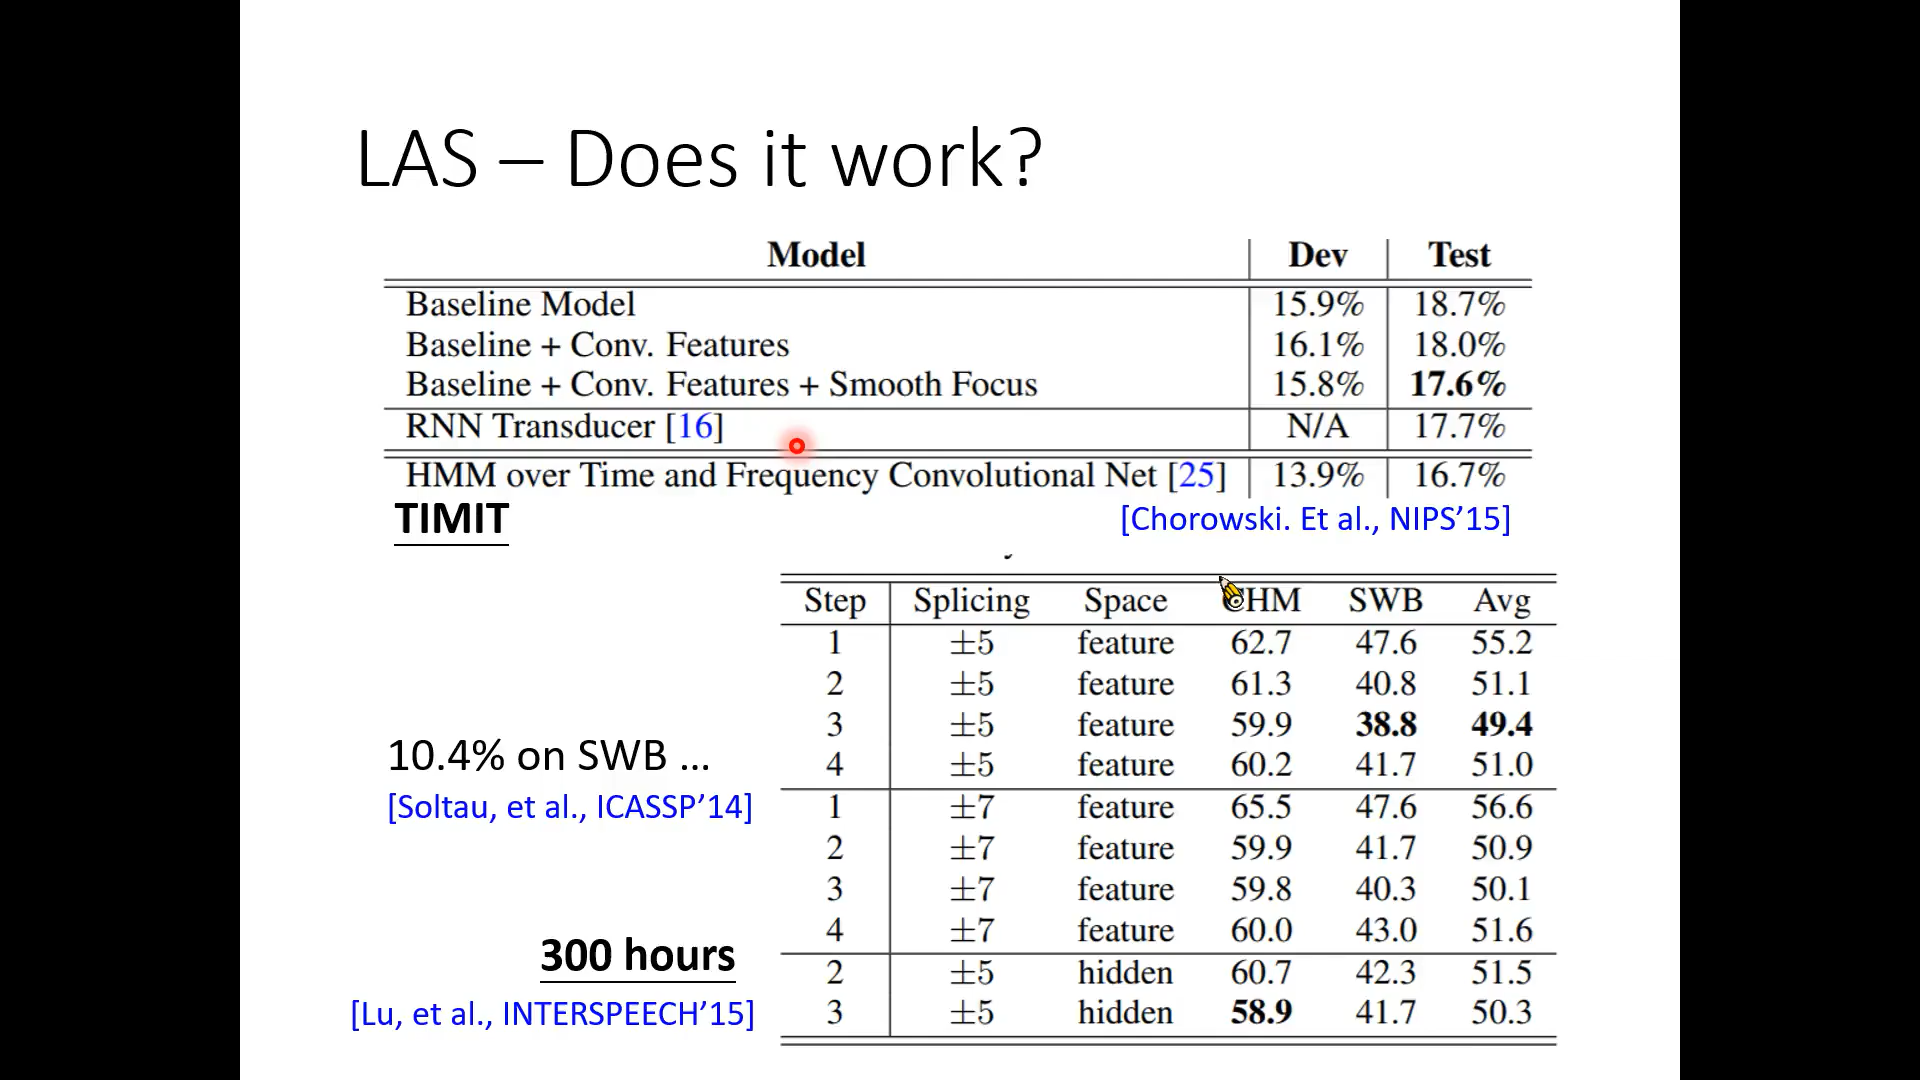 LAS – Does it work?
Model Dev Test
Baseline Model 15.9% 18.7%
Baseline + Conv. Features 16.1% 18.0%
Baseline + Conv. Features + Smooth Focus 15.8% 17.6%
RNN Transducer [16] N/A 17.7%
HMM over Time and Frequency Convolutional Net [25] 13.9% 16.7%
TIMIT
[Chorowski. Et al., NIPS’15]
Step Splicing Space CHM SWB Avg
1 ±5 feature 62.7 47.6 55.2
2 ±5 feature 61.3 40.8 51.1
3 ±5 feature 59.9 38.8 49.4
4 ±5 feature 60.2 41.7 51.0
1 ±7 feature 65.5 47.6 56.6
2 ±7 feature 59.9 41.7 50.9
3 ±7 feature 59.8 40.3 50.1
4 ±7 feature 60.0 43.0 51.6
2 ±5 hidden 60.7 42.3 51.5
3 ±5 hidden 58.9 41.7 50.3
10.4% on SWB ...
[Soltau, et al., ICASSP’14]
300 hours
[Lu, et al., INTERSPEECH’15]